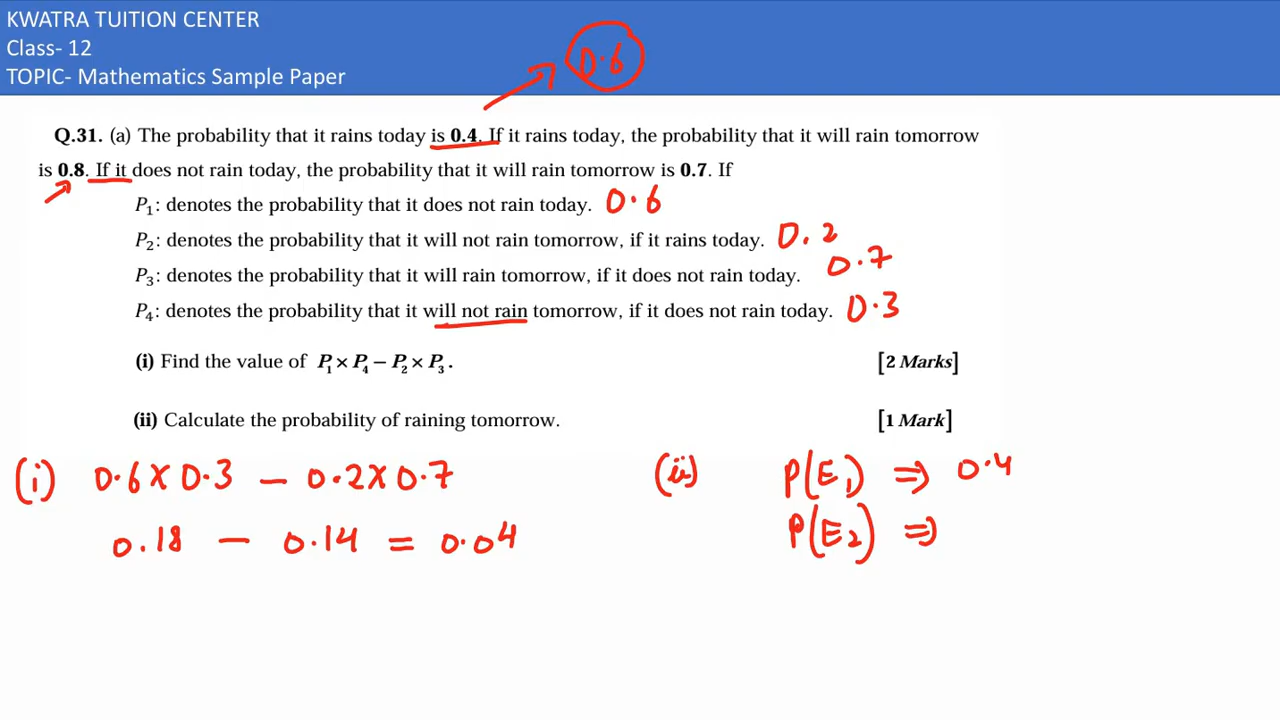 KWATRA TUITION CENTER
Class- 12
TOPIC- Mathematics Sample Paper
0.6
Q.31. (a) The probability that it rains today is 0.4. If it rains today, the probability that it will rain tomorrow
is 0.8. If it does not rain today, the probability that it will rain tomorrow is 0.7. If
P₁: denotes the probability that it does not rain today. 0.6
P₂: denotes the probability that it will not rain tomorrow, if it rains today. 0.2
P₃: denotes the probability that it will rain tomorrow, if it does not rain today. 0.7
P₄: denotes the probability that it will not rain tomorrow, if it does not rain today. 0.3
(i) Find the value of P₁ × P₄ − P₂ × P₃. [2 Marks]
(ii) Calculate the probability of raining tomorrow. [1 Mark]
(i) 0.6 × 0.3 − 0.2 × 0.7
0.18 − 0.14 = 0.04
(ii) P(E₁) ⇒ 0.4
P(E₂) ⇒